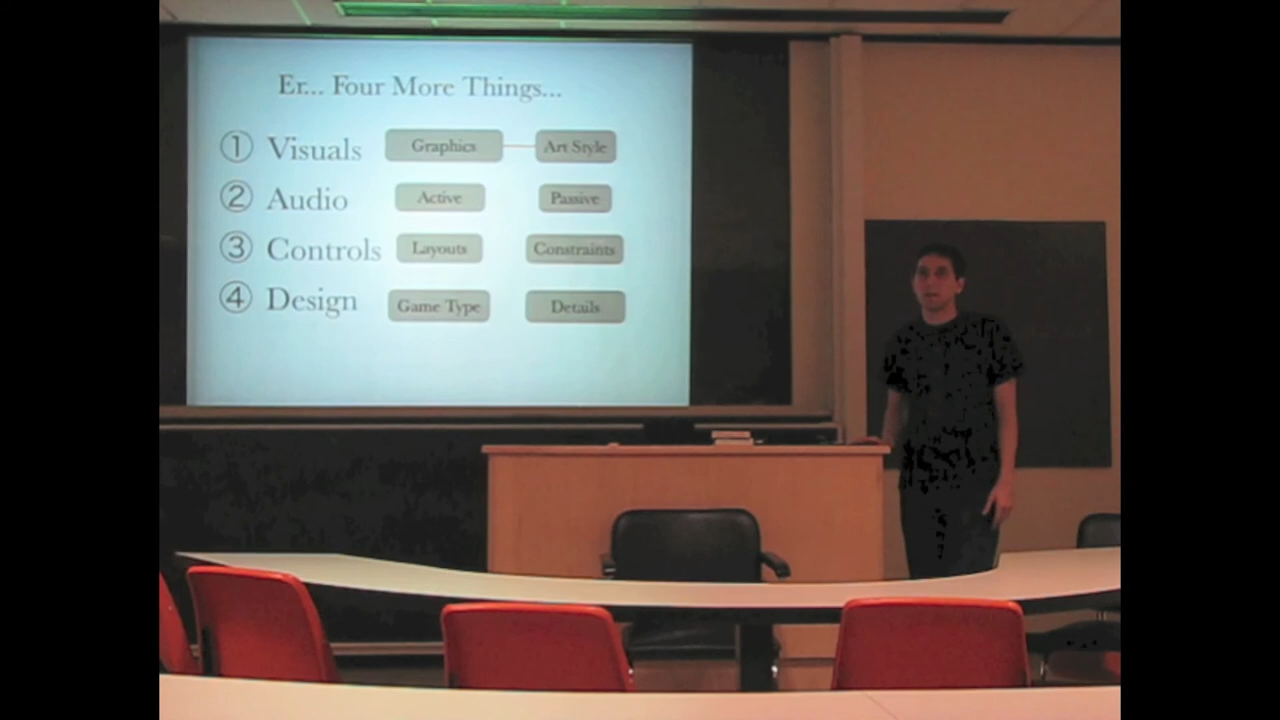 Er... Four More Things...
① Visuals Graphics Art Style
② Audio Active Passive
③ Controls Layouts Constraints
④ Design Game Type Details